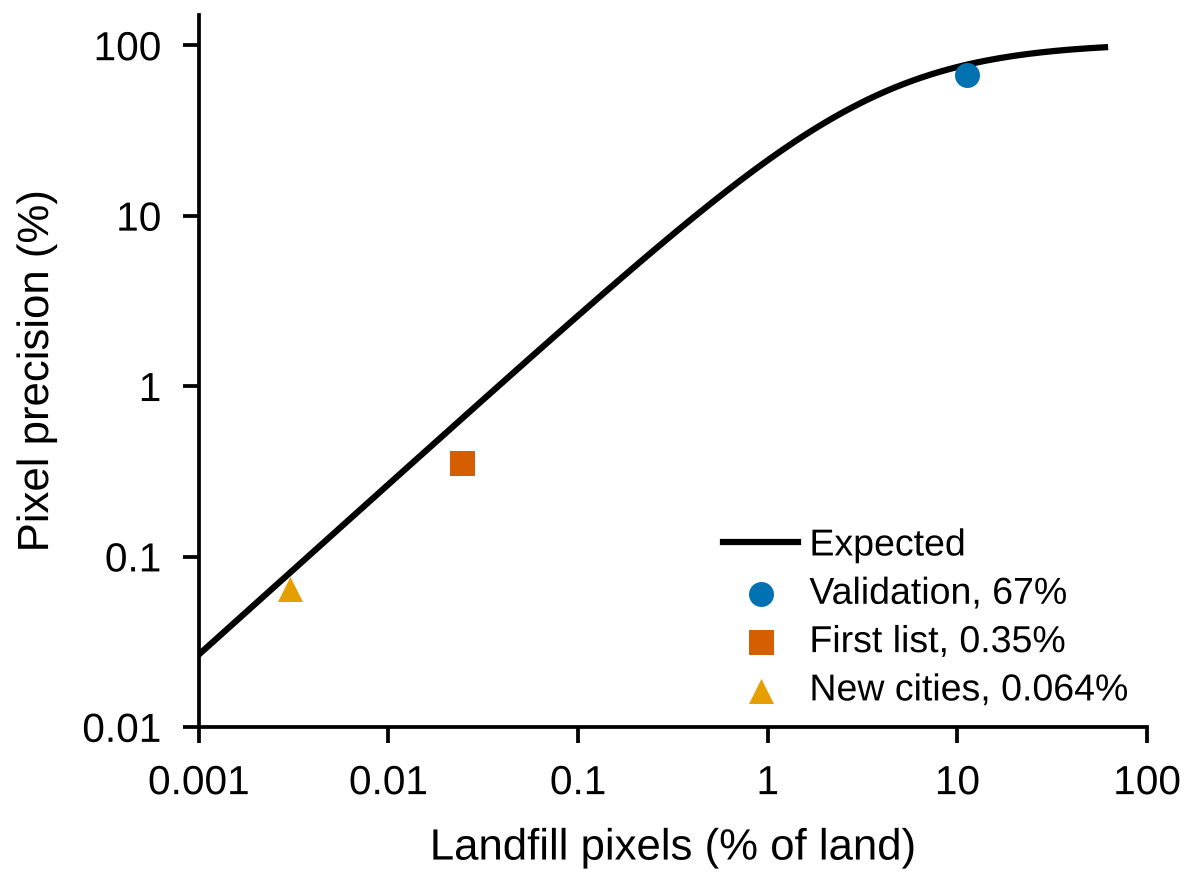 100
10
1
0.1
0.01
Pixel precision (%)
Expected
Validation, 67%
First list, 0.35%
New cities, 0.064%
0.001 0.01 0.1 1 10 100
Landfill pixels (% of land)